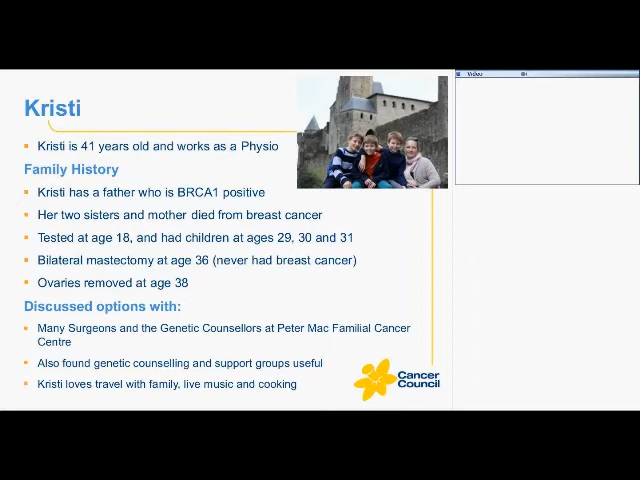 Video
Kristi
Kristi is 41 years old and works as a Physio
Family History
Kristi has a father who is BRCA1 positive
Her two sisters and mother died from breast cancer
Tested at age 18, and had children at ages 29, 30 and 31
Bilateral mastectomy at age 36 (never had breast cancer)
Ovaries removed at age 38
Discussed options with:
Many Surgeons and the Genetic Counsellors at Peter Mac Familial Cancer
Centre
Also found genetic counselling and support groups useful
Kristi loves travel with family, live music and cooking
Cancer
Council